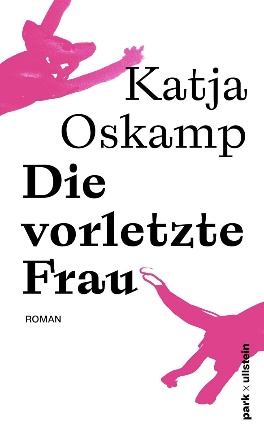 Katja
Oskamp
Die
vorletzte
Frau
ROMAN
park x ullstein